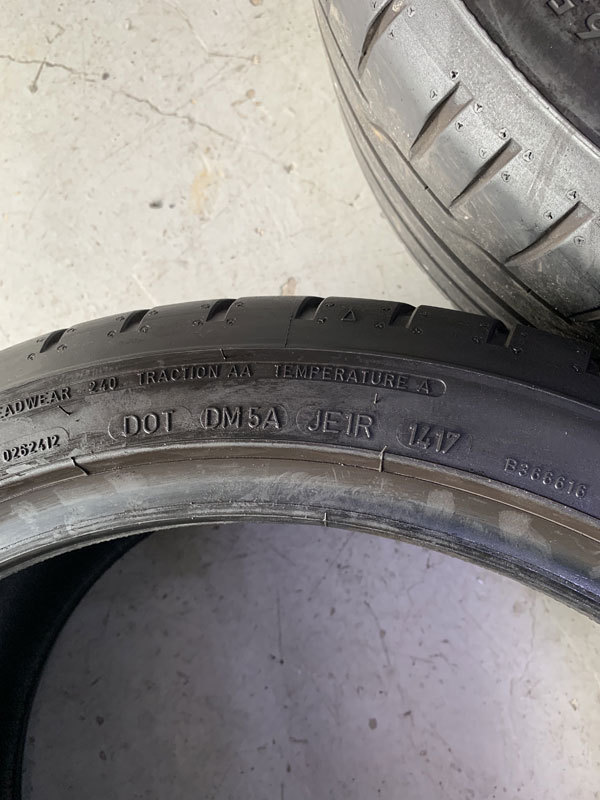 EADWEAR 240 TRACTION AA TEMPERATURE A
0262412 DOT DM5A JE1R 1417
B366616